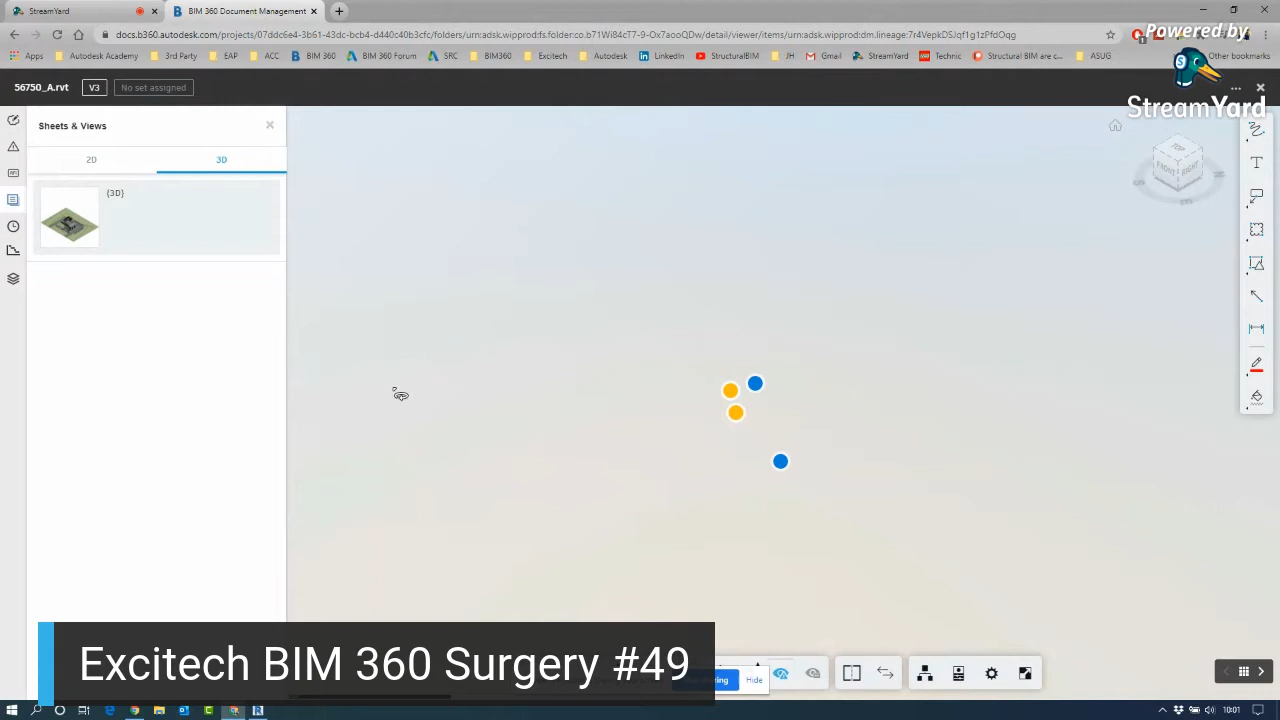 StreamYard
BIM 360 Document Management
Powered by
docs.b360.autodesk.com/projects/07ddc6e4-3b61-43dc-bcb4-d440c40b3cfc/folders/urn:adsk.wipprodfs.folder:co.b71Wi84cT7-9-Ox7aooQDw/detail/viewer/items/urn:adsk.wipprod:dm.lineage:7r4VepkDSJqf1g1zPfdOqg
Apps
Autodesk Academy
3rd Party
EAP
ACC
BIM 360
BIM 360 Forum
SRC
Excitech
Autodesk
LinkedIn
StructuralBIM
JH
Gmail
StreamYard
Technic
Structural BIM are c...
ASUG
Other bookmarks
56750_A.rvt
V3
No set assigned
StreamYard
Sheets & Views
2D
3D
{3D}
TOP
FRONT
RIGHT
Excitech BIM 360 Surgery #49
Hide
10:01